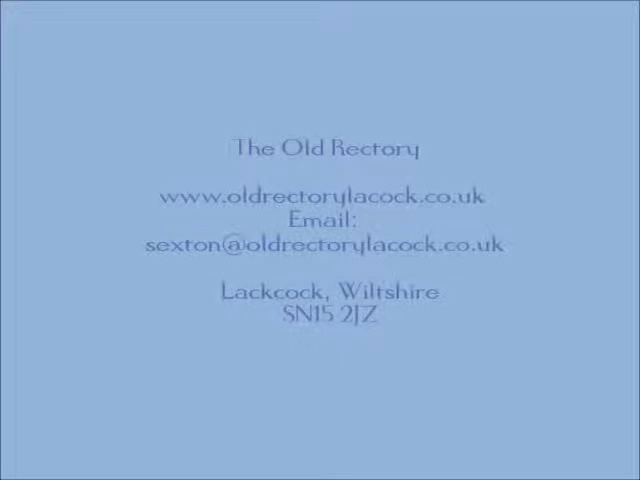 The Old Rectory
www.oldrectorylacock.co.uk
Email:
sexton@oldrectorylacock.co.uk
Lackcock, Wiltshire
SN15 2JZ